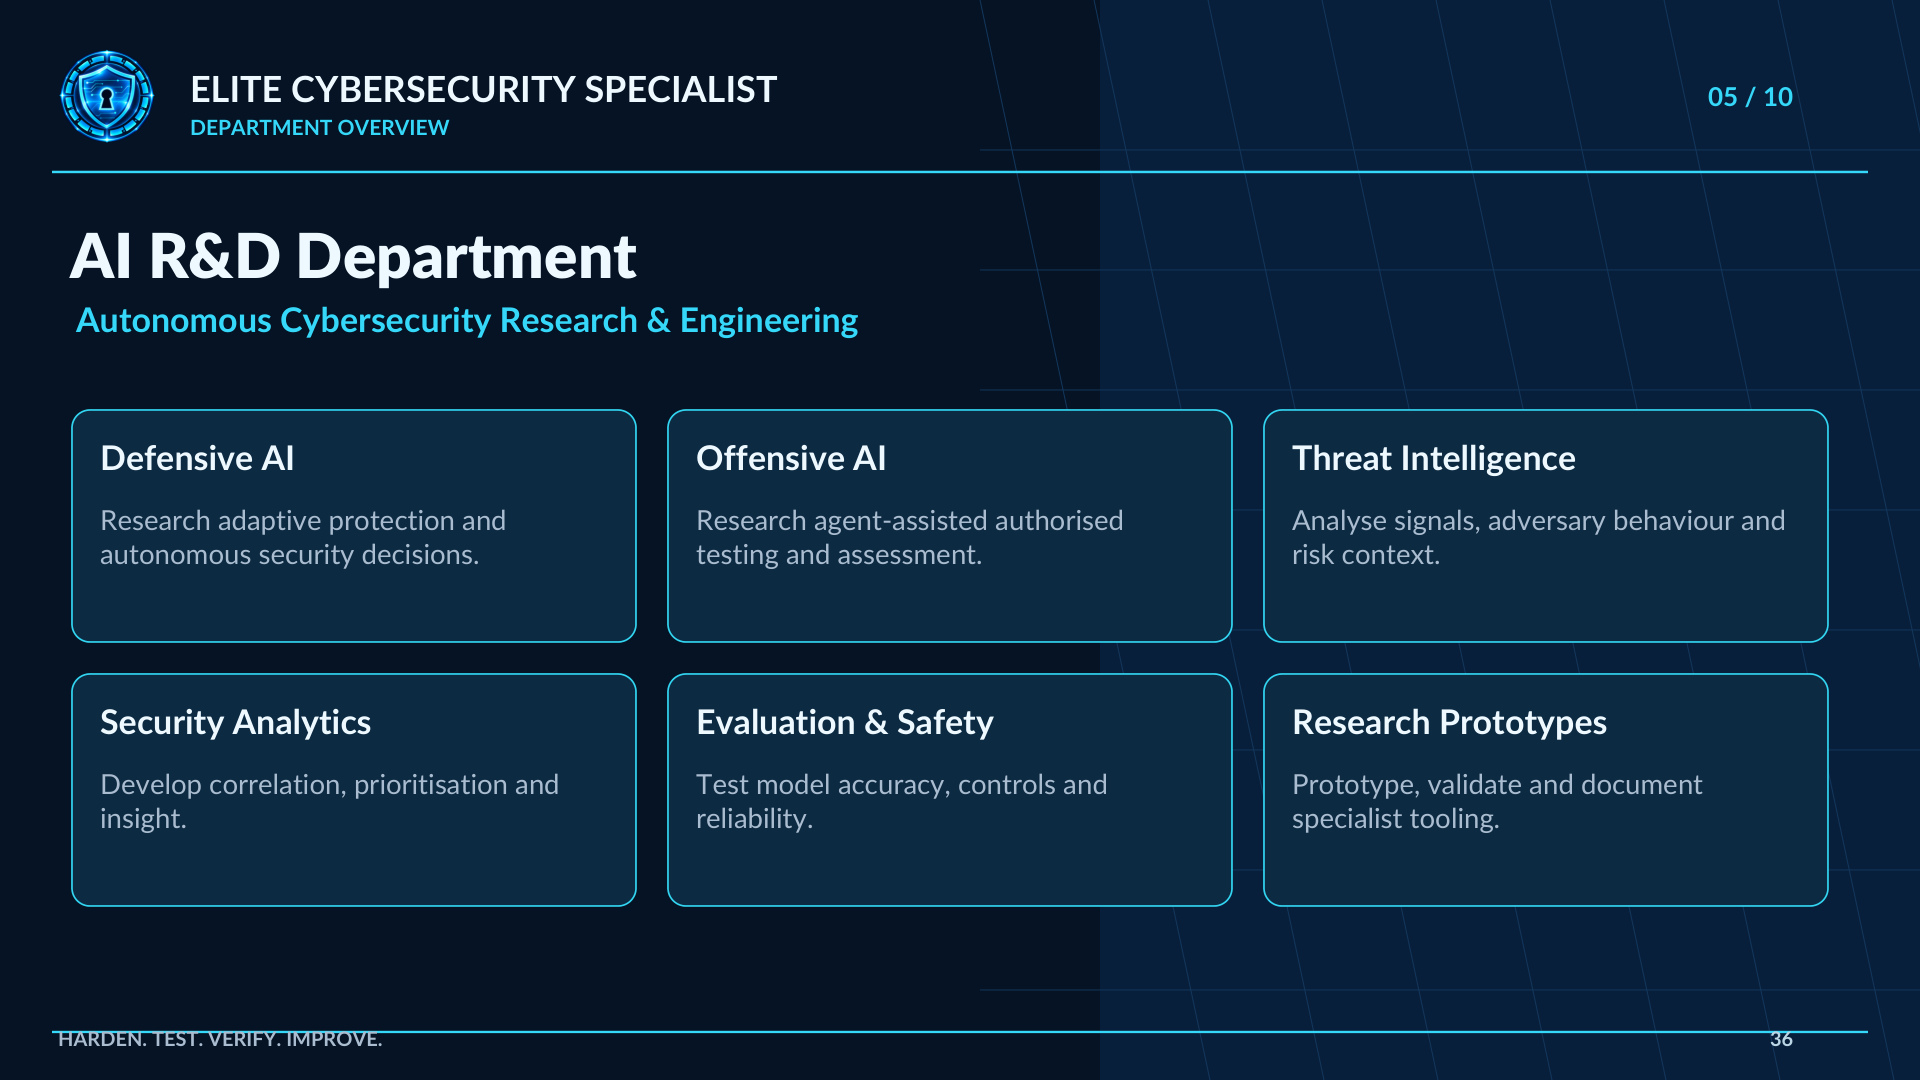 ELITE CYBERSECURITY SPECIALIST
DEPARTMENT OVERVIEW
05 / 10
AI R&D Department
Autonomous Cybersecurity Research & Engineering
Defensive AI
Research adaptive protection and
autonomous security decisions.
Offensive AI
Research agent-assisted authorised
testing and assessment.
Threat Intelligence
Analyse signals, adversary behaviour and
risk context.
Security Analytics
Develop correlation, prioritisation and
insight.
Evaluation & Safety
Test model accuracy, controls and
reliability.
Research Prototypes
Prototype, validate and document
specialist tooling.
HARDEN. TEST. VERIFY. IMPROVE.
36